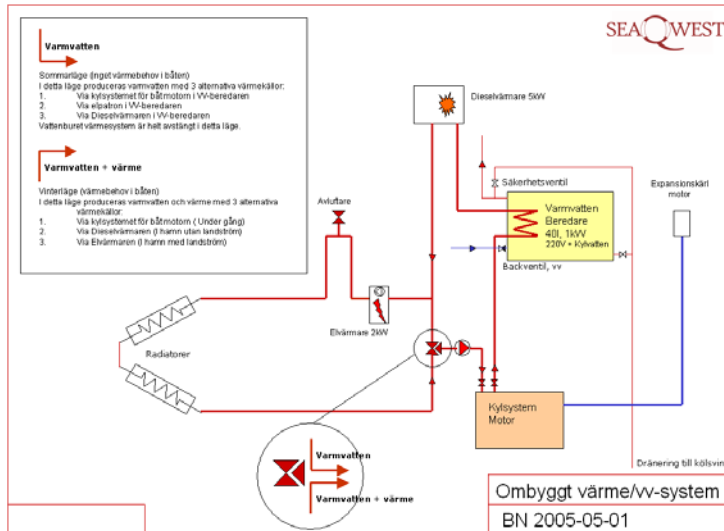 SEAQWEST
Varmvatten
Sommarläge (inget värmebehov i båten)
I detta läge produceras varmvatten med 3 alternativa värmekällor:
1. Via kylsystemet för båtmotorn i VV-beredaren
2. Via elpatron i VV-beredaren
3. Via Dieselvärmaren i VV-beredaren
Vattenburet värmesystem är helt avstängt i detta läge.
Varmvatten + värme
Vinterläge (värmebehov i båten)
I detta läge produceras varmvatten och värme med 3 alternativa
värmekällor:
1. Via kylsystemet för båtmotorn ( Under gång)
2. Via Dieselvärmaren (I hamn utan landström)
3. Via Elvärmaren (I hamn med landström)
Dieselvärmare 5kW
Säkerhetsventil
Expansionskärl
motor
Varmvatten
Beredare
40l, 1kW
220V + Kylvatten
Backventil, vv
Avluftare
Elvärmare 2kW
Radiatorer
Kylsystem
Motor
Varmvatten
Varmvatten + värme
Dränering till kölsvin
Ombyggt värme/vv-system
BN 2005-05-01